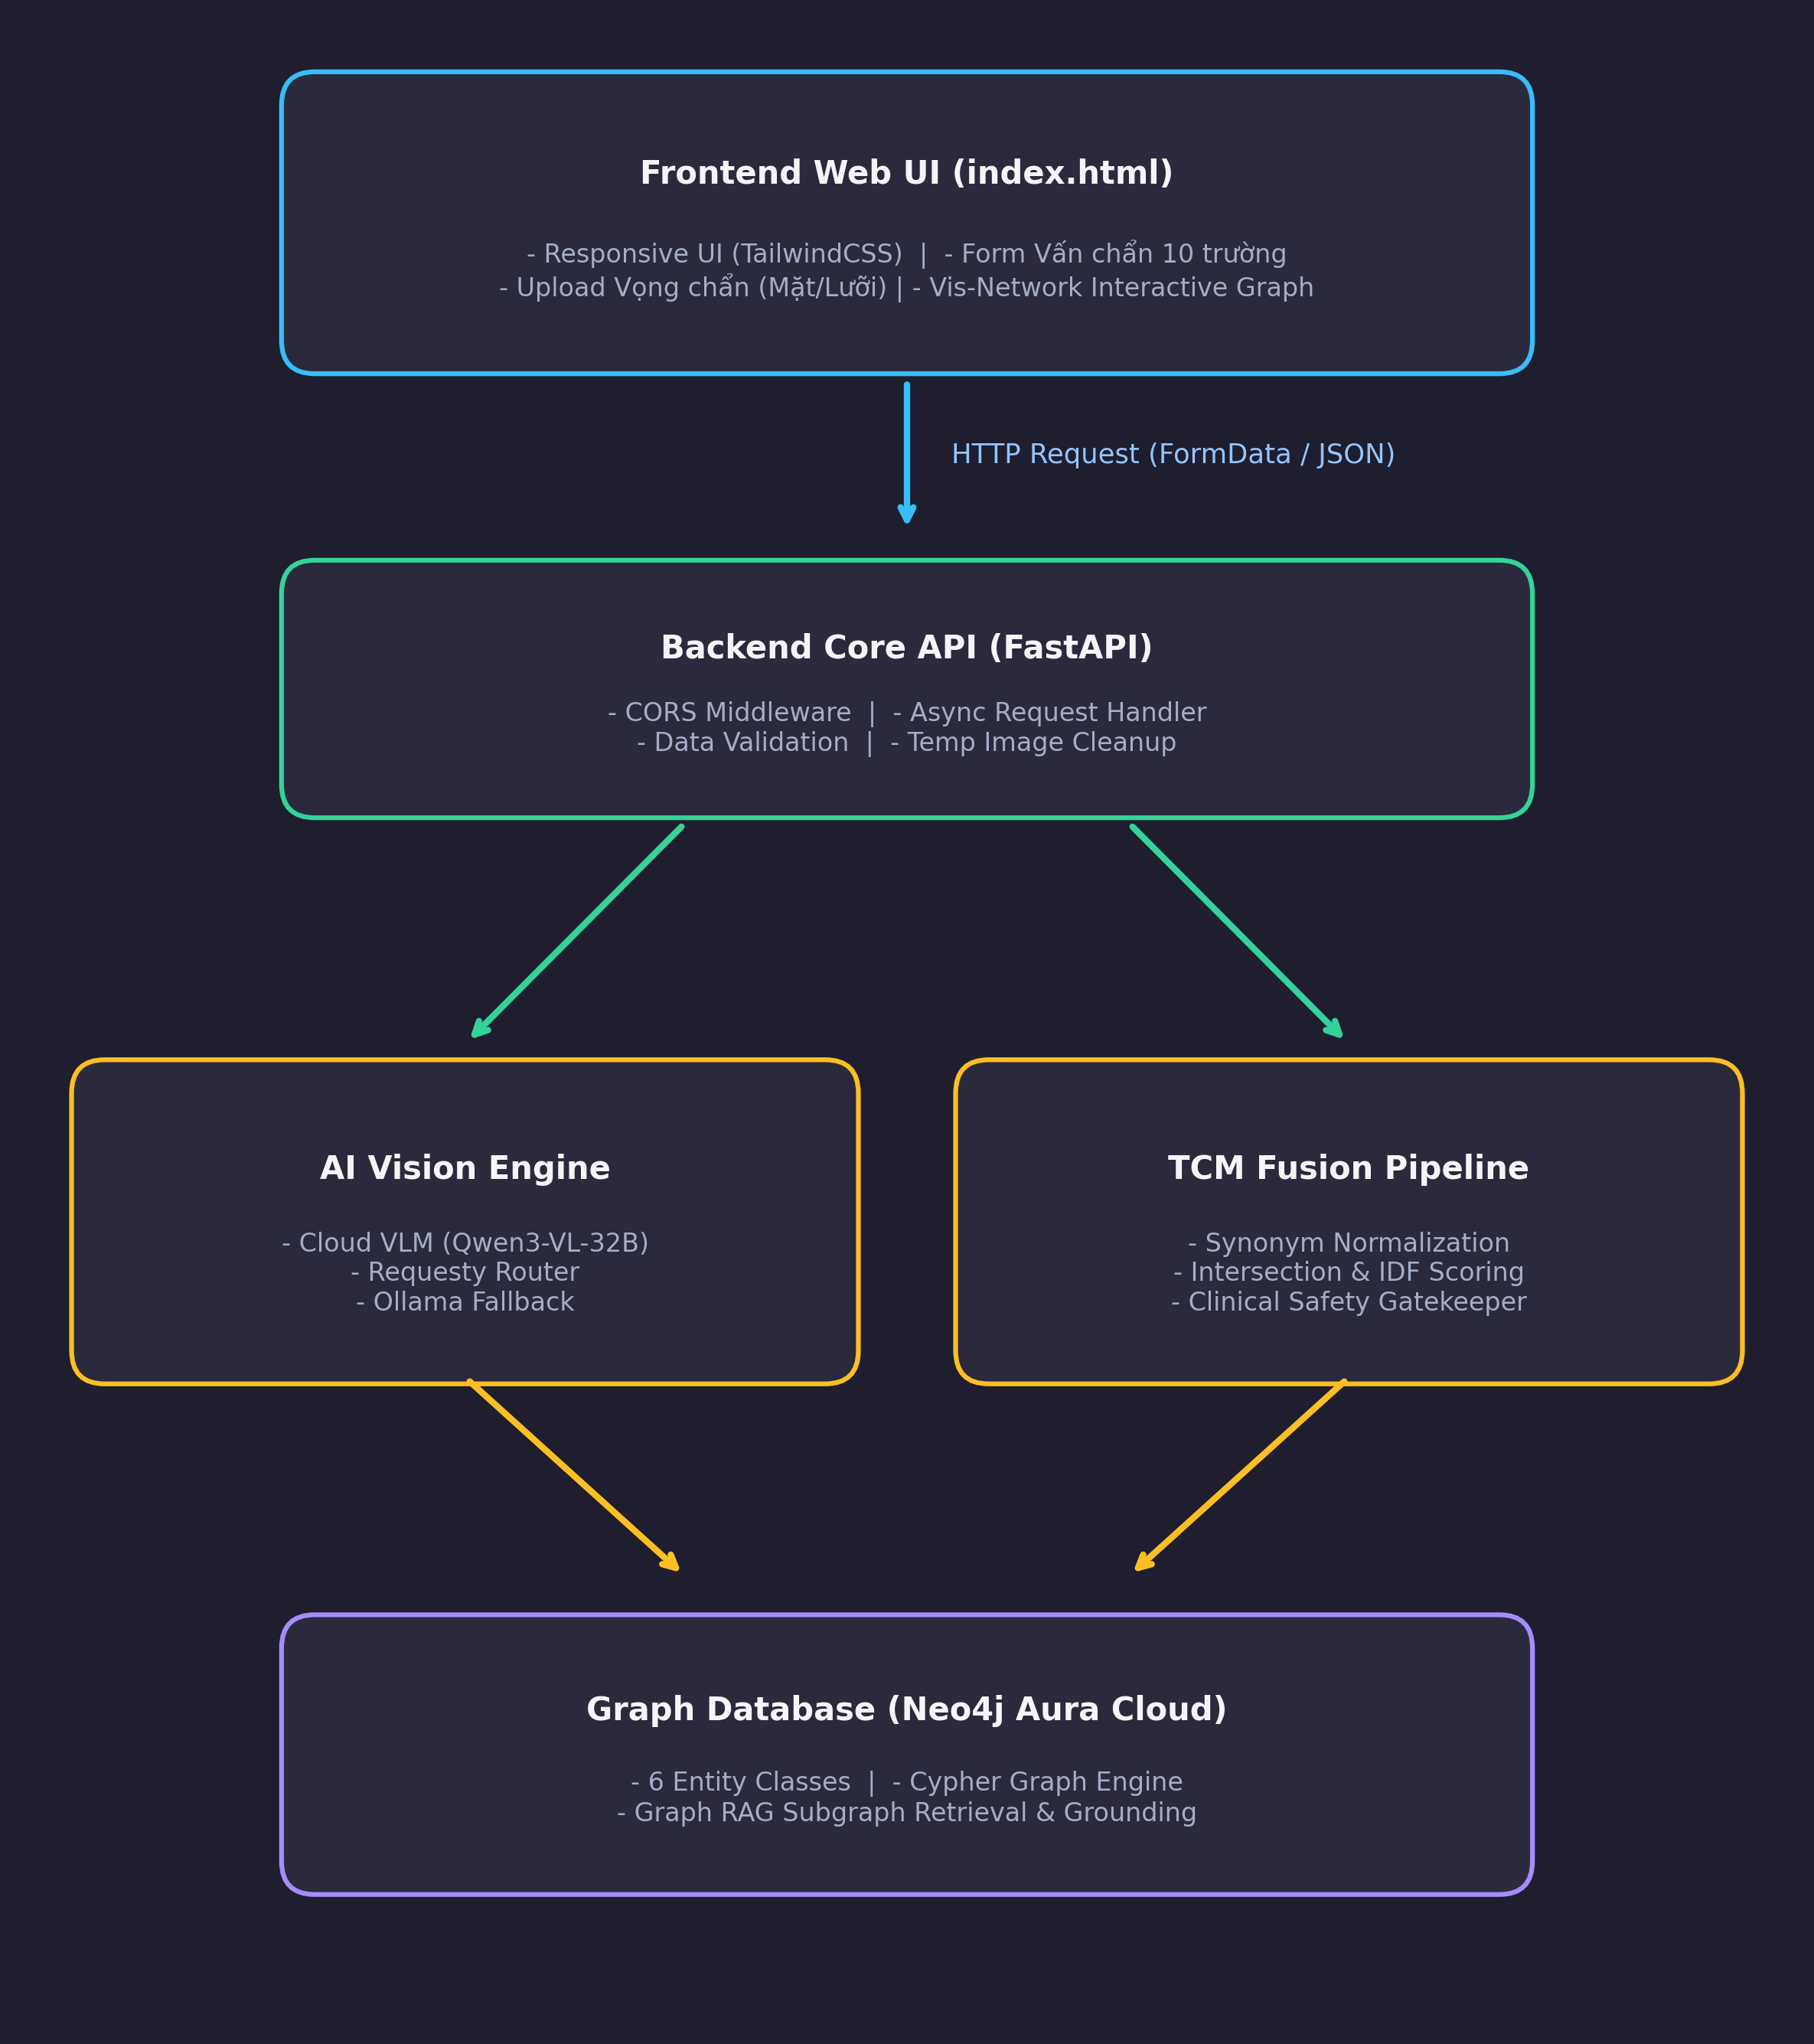 Frontend Web UI (index.html)
- Responsive UI (TailwindCSS)  |  - Form Vấn chẩn 10 trường
- Upload Vọng chẩn (Mặt/Lưỡi) | - Vis-Network Interactive Graph
HTTP Request (FormData / JSON)
Backend Core API (FastAPI)
- CORS Middleware  |  - Async Request Handler
- Data Validation  |  - Temp Image Cleanup
AI Vision Engine
- Cloud VLM (Qwen3-VL-32B)
- Requesty Router
- Ollama Fallback
TCM Fusion Pipeline
- Synonym Normalization
- Intersection & IDF Scoring
- Clinical Safety Gatekeeper
Graph Database (Neo4j Aura Cloud)
- 6 Entity Classes  |  - Cypher Graph Engine
- Graph RAG Subgraph Retrieval & Grounding